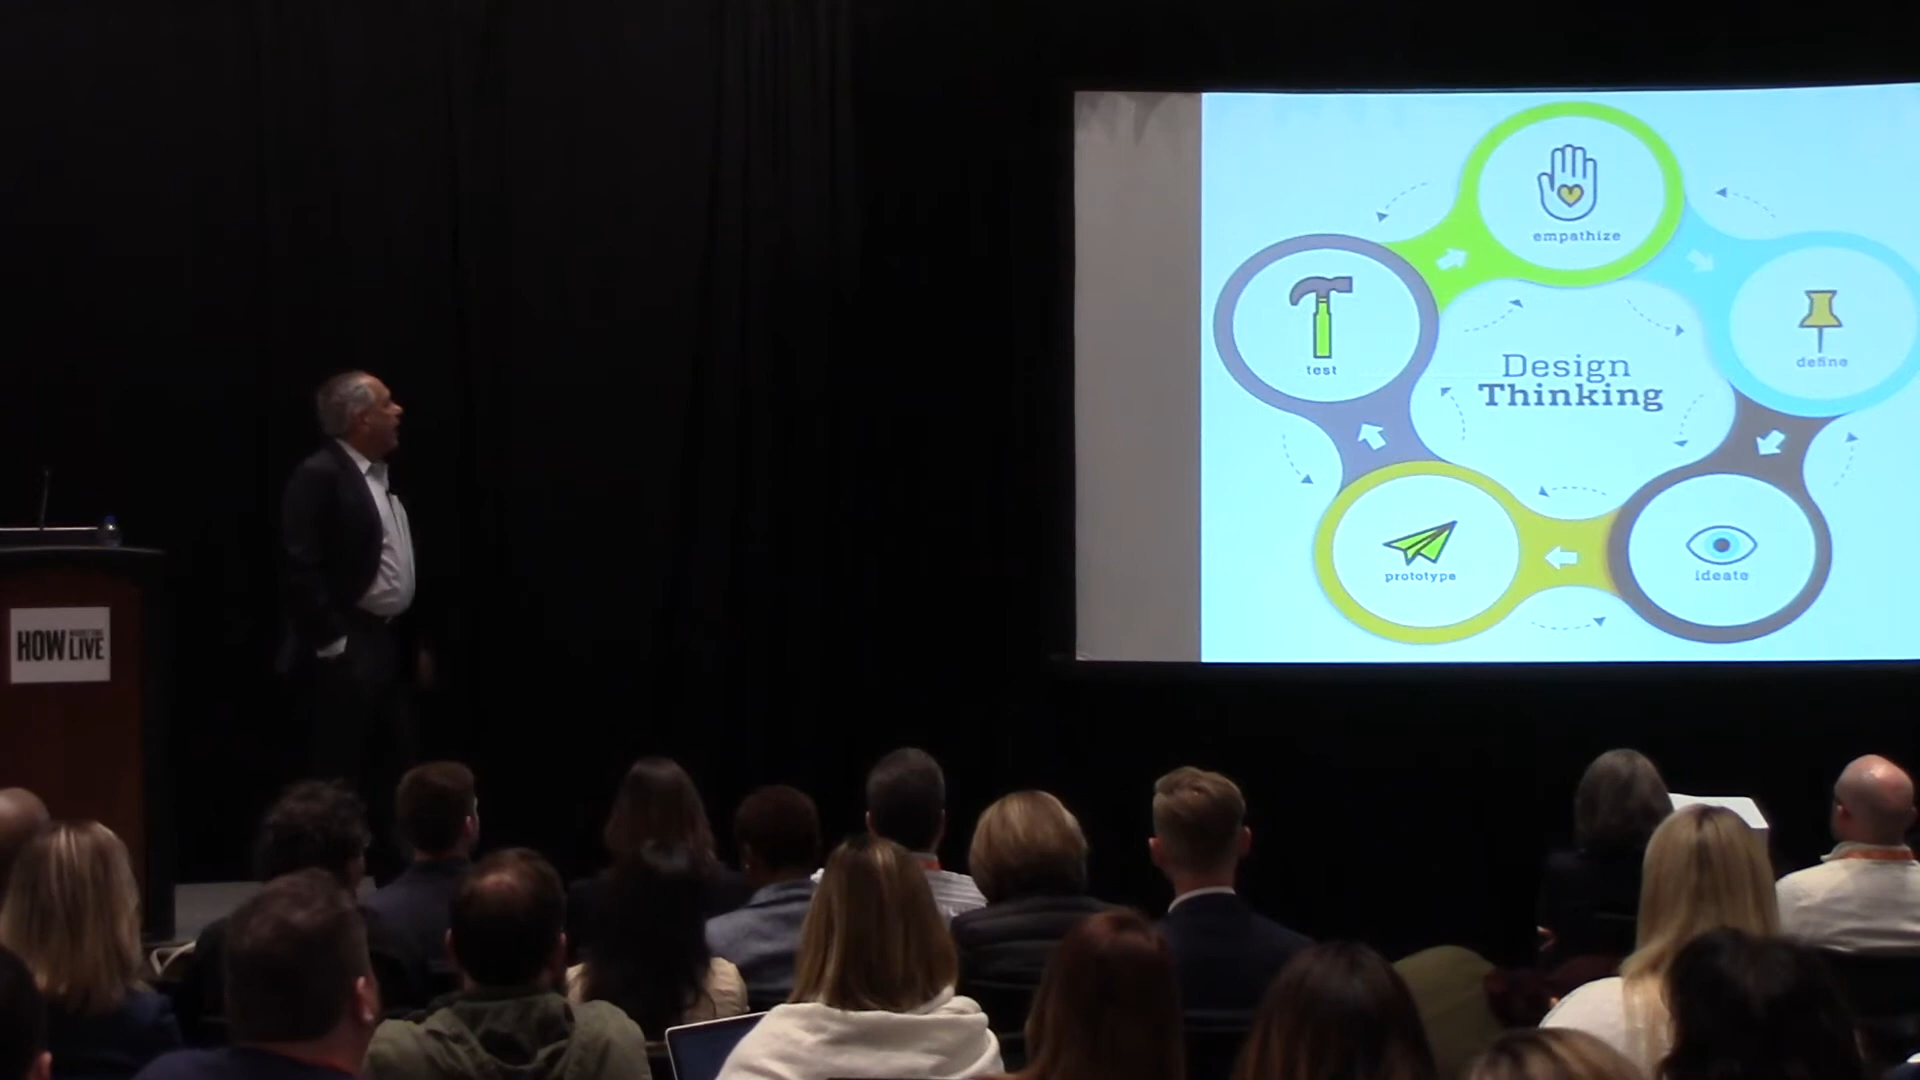 empathize
test
define
Design
Thinking
prototype
ideate
HOW
LIVE